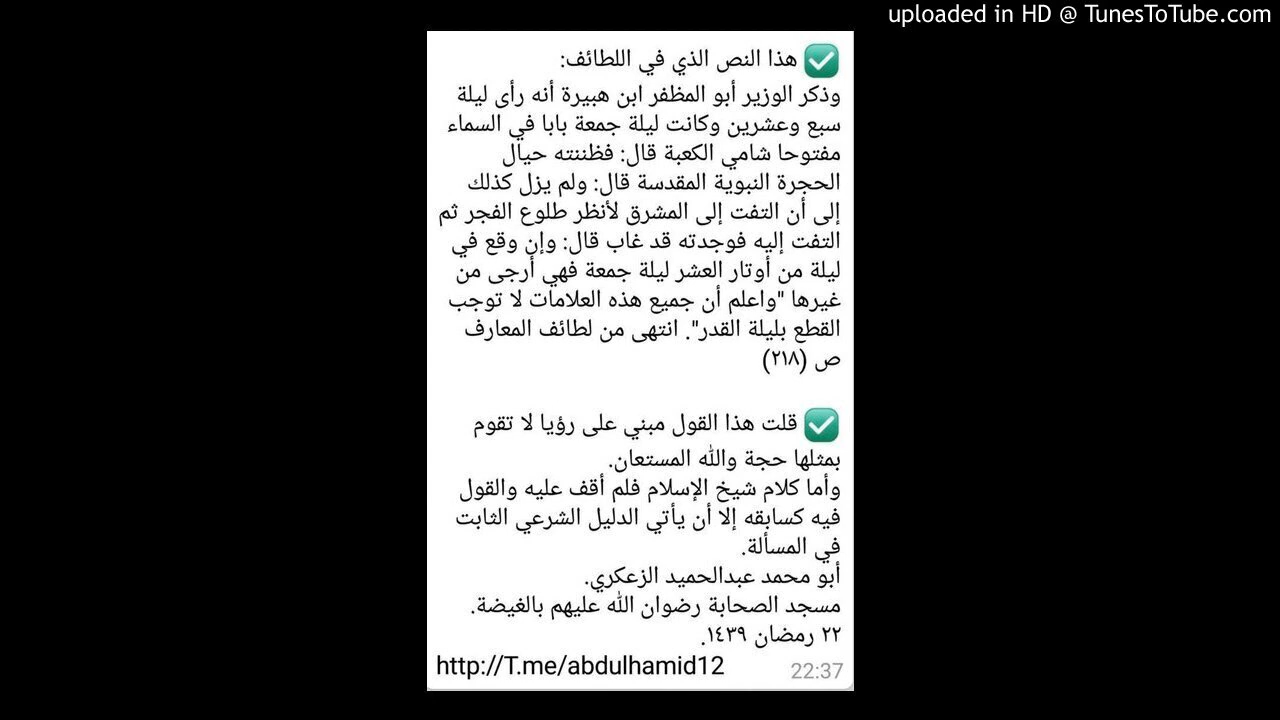 uploaded in HD @ TunesToTube.com
✅ هذا النص الذي في اللطائف:
وذكر الوزير أبو المظفر ابن هبيرة أنه رأى ليلة
سبع وعشرين وكانت ليلة جمعة بابا في السماء
مفتوحا شامي الكعبة قال: فظننته حيال
الحجرة النبوية المقدسة قال: ولم يزل كذلك
إلى أن التفت إلى المشرق لأنظر طلوع الفجر ثم
التفت إليه فوجدته قد غاب قال: وإن وقع في
ليلة من أوتار العشر ليلة جمعة فهي أرجى من
غيرها "واعلم أن جميع هذه العلامات لا توجب
القطع بليلة القدر". انتهى من لطائف المعارف
ص (٢١٨)
✅ قلت هذا القول مبني على رؤيا لا تقوم
بمثلها حجة والله المستعان.
وأما كلام شيخ الإسلام فلم أقف عليه والقول
فيه كسابقه إلا أن يأتي الدليل الشرعي الثابت
في المسألة.
أبو محمد عبدالحميد الزعكري.
مسجد الصحابة رضوان الله عليهم بالغيضة.
٢٢ رمضان ١٤٣٩.
http://T.me/abdulhamid12
22:37